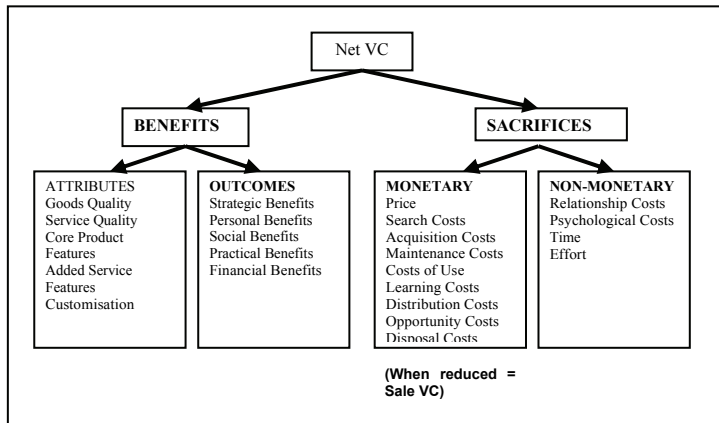 Net VC
BENEFITS
SACRIFICES
ATTRIBUTES
Goods Quality
Service Quality
Core Product
Features
Added Service
Features
Customisation
OUTCOMES
Strategic Benefits
Personal Benefits
Social Benefits
Practical Benefits
Financial Benefits
MONETARY
Price
Search Costs
Acquisition Costs
Maintenance Costs
Costs of Use
Learning Costs
Distribution Costs
Opportunity Costs
Disposal Costs
NON-MONETARY
Relationship Costs
Psychological Costs
Time
Effort
(When reduced =
Sale VC)